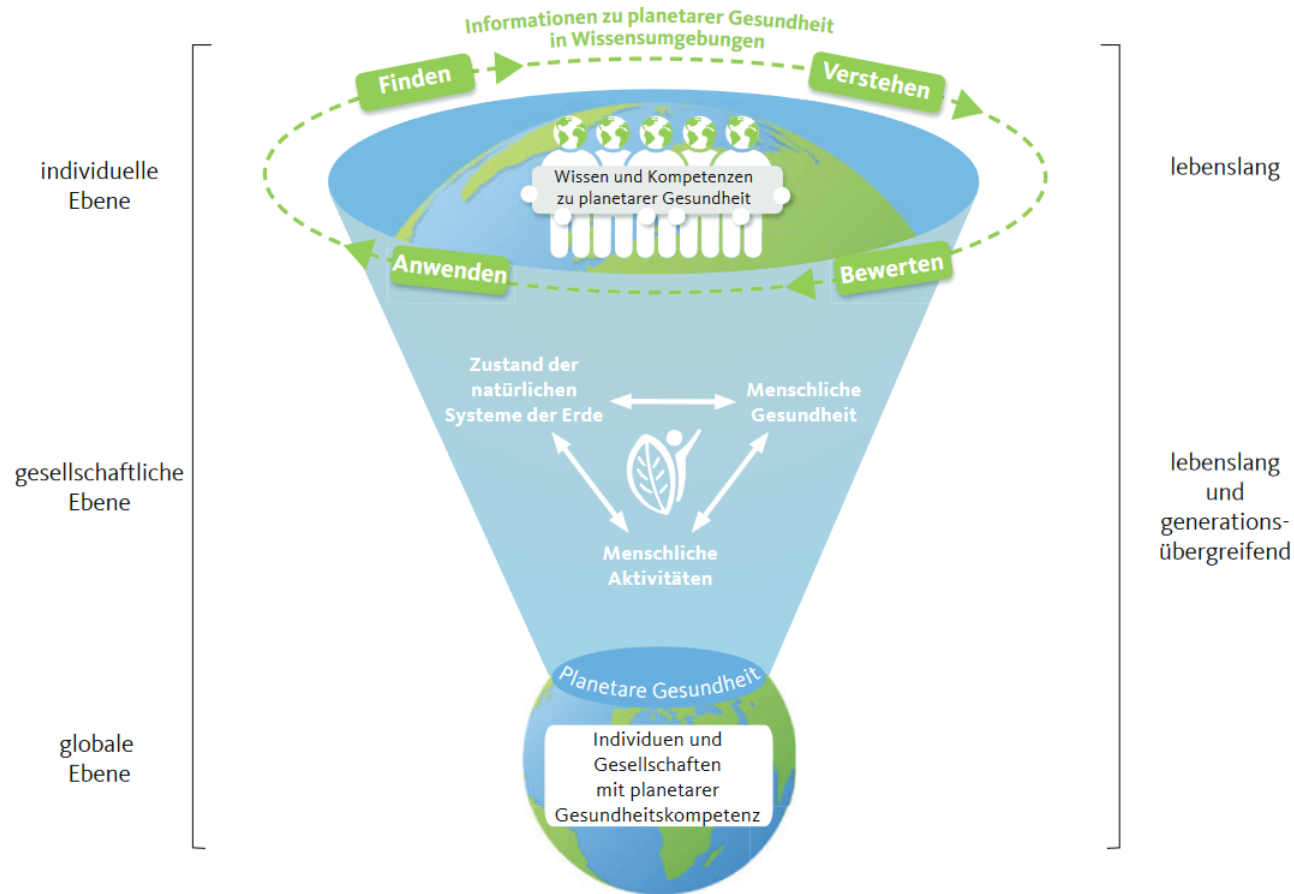 Informationen zu planetarer Gesundheit
in Wissensumgebungen
Finden
Verstehen
individuelle
Ebene
Wissen und Kompetenzen
zu planetarer Gesundheit
lebenslang
Anwenden
Bewerten
Zustand der
natürlichen
Systeme der Erde
Menschliche
Gesundheit
gesellschaftliche
Ebene
lebenslang
und
generations-
übergreifend
Menschliche
Aktivitäten
Planetare Gesundheit
globale
Ebene
Individuen und
Gesellschaften
mit planetarer
Gesundheitskompetenz